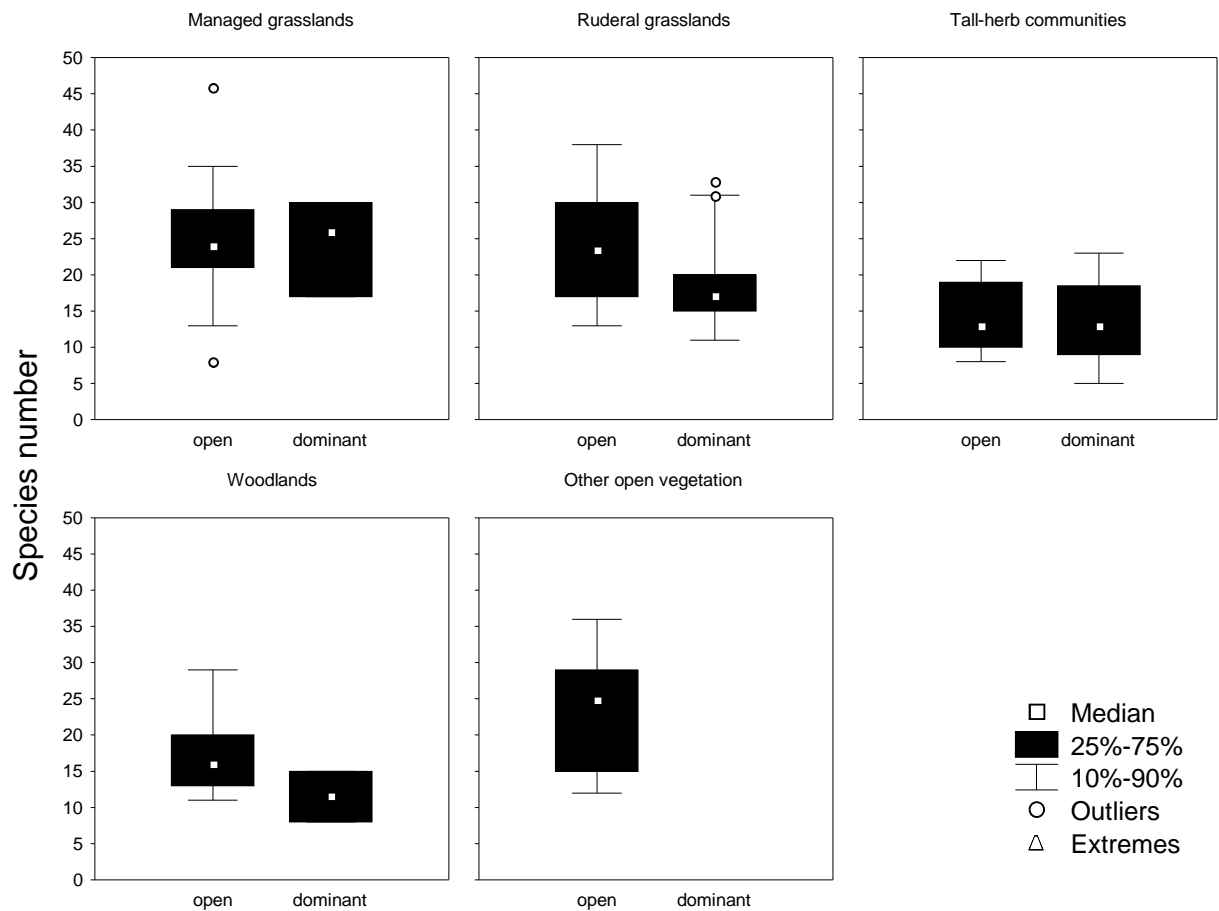 Managed grasslands
Ruderal grasslands
Tall-herb communities
Species number
50
45
40
35
30
25
20
15
10
5
0
open dominant
open dominant
open dominant
Woodlands
Other open vegetation
50
45
40
35
30
25
20
15
10
5
0
open dominant
open dominant
Median
25%-75%
10%-90%
Outliers
Extremes